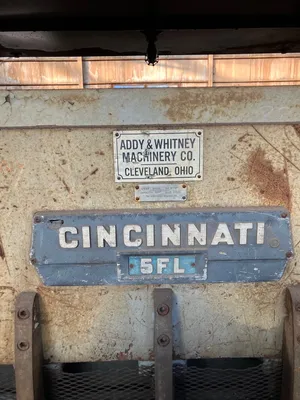 ADDY & WHITNEY
MACHINERY CO.
CLEVELAND, OHIO
CINCINNATI
5FL